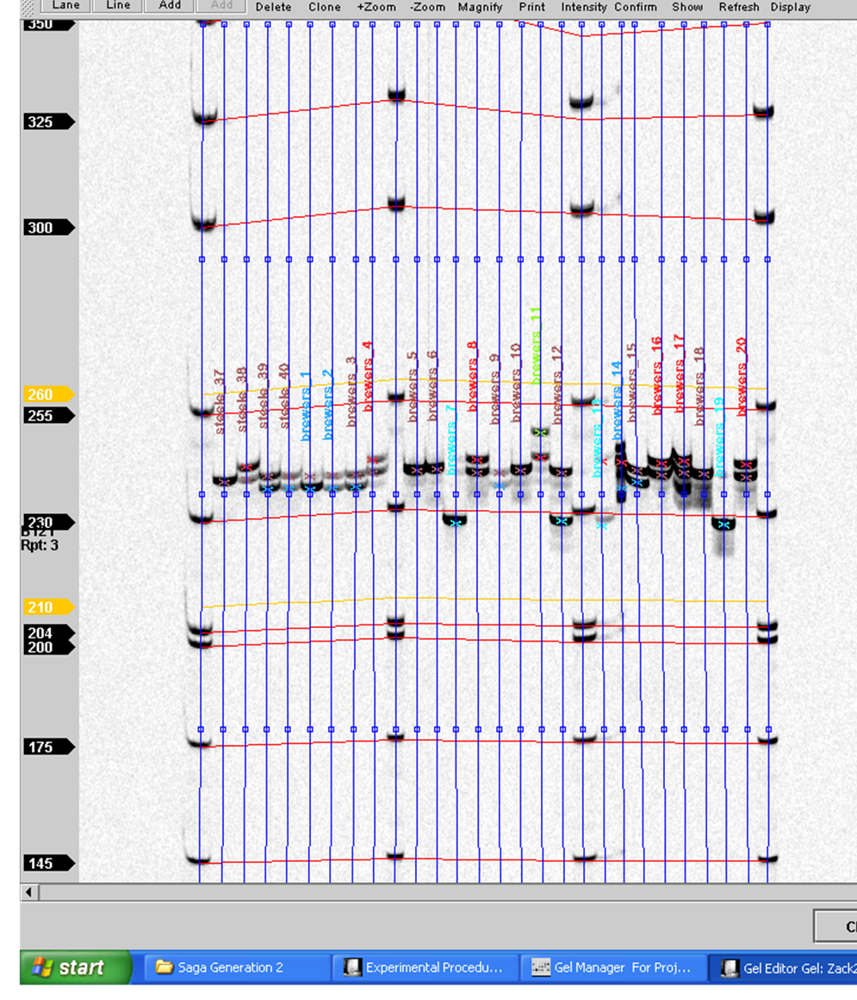 Lane Line Add Add Delete Clone +Zoom -Zoom Magnify Print Intensity Confirm Show Refresh Display
350
325
300
260
255
230
Rpt: 3
210
204
200
175
145
steele_37
steele_38
steele_39
steele_40
brewers_1
brewers_2
brewers_3
brewers_4
brewers_5
brewers_6
brewers_7
brewers_8
brewers_9
brewers_10
brewers_11
brewers_12
brewers_14
brewers_15
brewers_16
brewers_17
brewers_18
brewers_19
brewers_20
start Saga Generation 2 Experimental Procedu... Gel Manager For Proj... Gel Editor Gel: Zack2